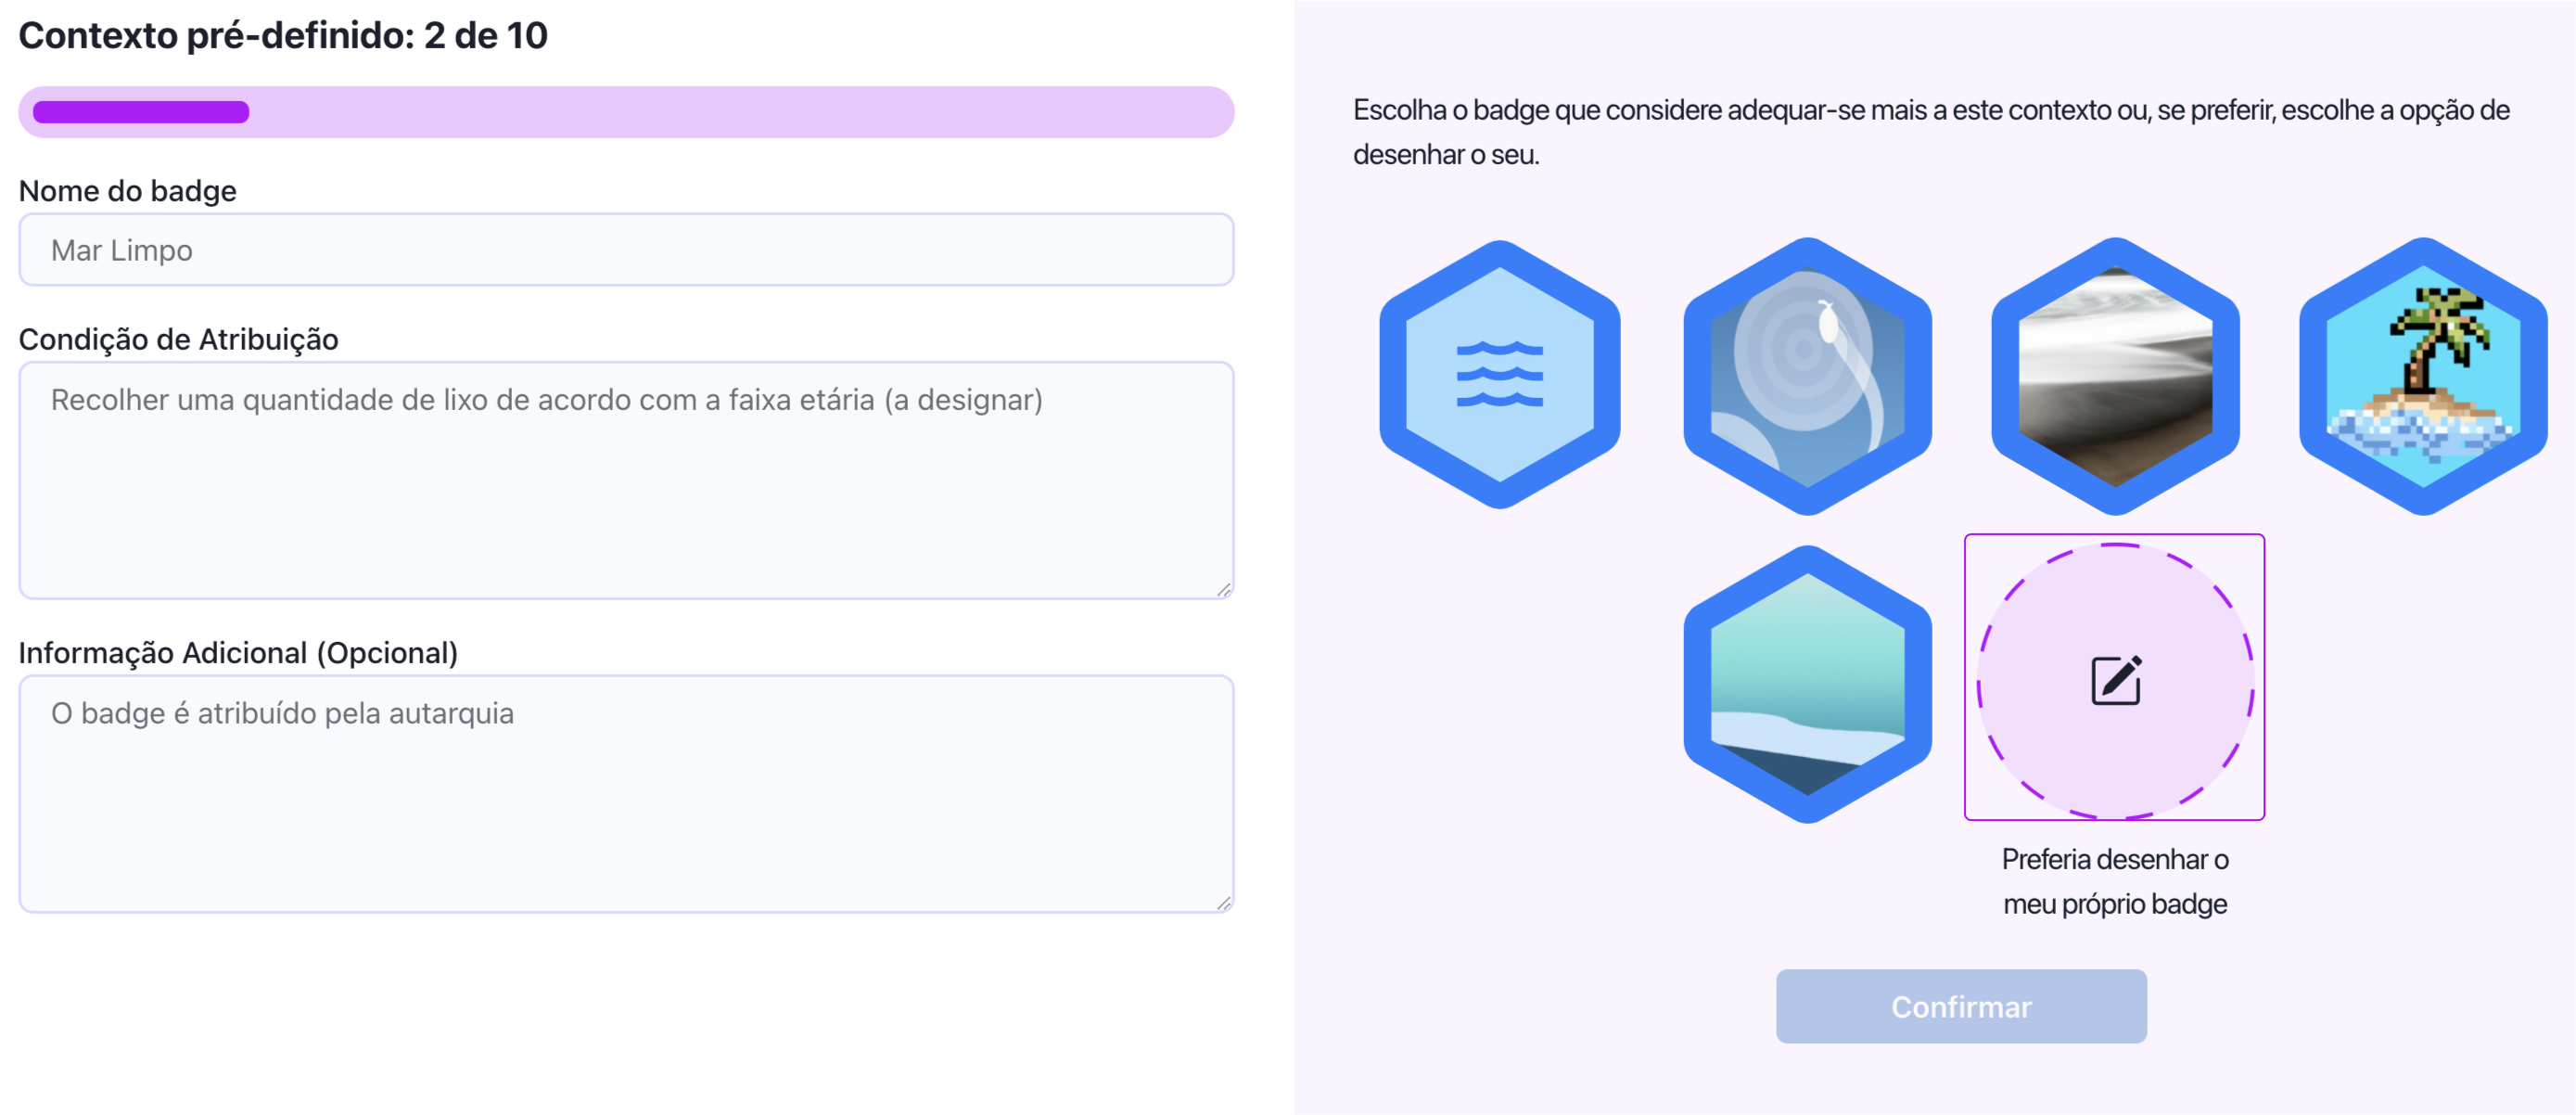 Contexto pré-definido: 2 de 10
Nome do badge
Mar Limpo
Condição de Atribuição
Recolher uma quantidade de lixo de acordo com a faixa etária (a designar)
Informação Adicional (Opcional)
O badge é atribuído pela autarquia
Escolha o badge que considere adequar-se mais a este contexto ou, se preferir, escolhe a opção de
desenhar o seu.
Preferia desenhar o
meu próprio badge
Confirmar